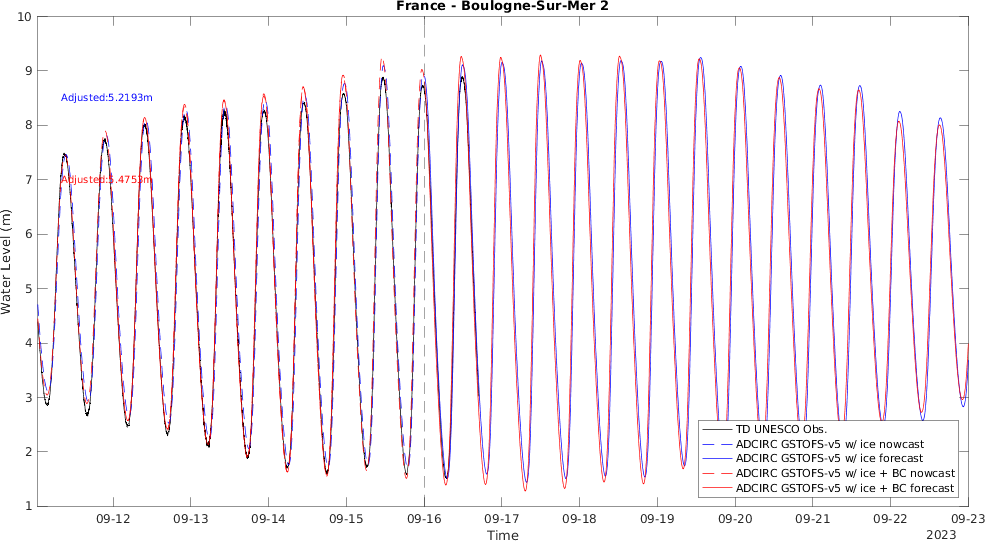 France - Boulogne-Sur-Mer 2
10
9
8
7
6
5
4
3
2
1
Water Level (m)
Adjusted:5.2193m
Adjusted:5.4753m
TD UNESCO Obs.
ADCIRC GSTOFS-v5 w/ ice nowcast
ADCIRC GSTOFS-v5 w/ ice forecast
ADCIRC GSTOFS-v5 w/ ice + BC nowcast
ADCIRC GSTOFS-v5 w/ ice + BC forecast
09-12 09-13 09-14 09-15 09-16 09-17 09-18 09-19 09-20 09-21 09-22 09-23
Time
2023